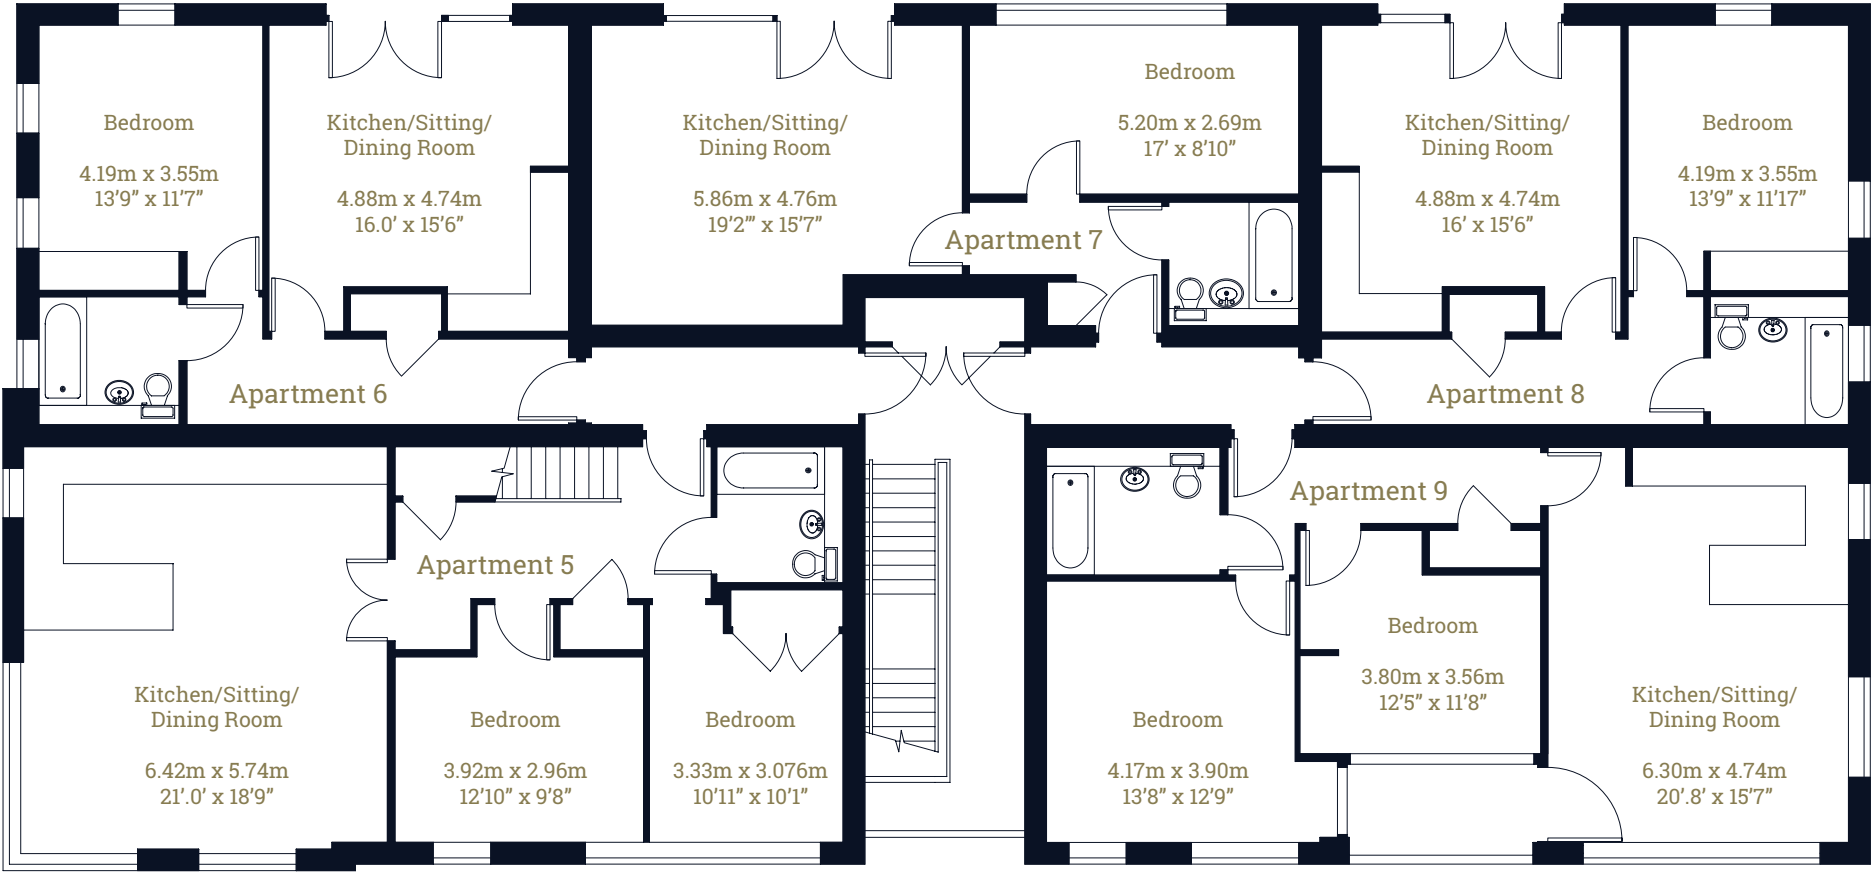 Bedroom
4.19m x 3.55m
13’9” x 11’7”
Kitchen/Sitting/
Dining Room
4.88m x 4.74m
16.0’ x 15’6”
Kitchen/Sitting/
Dining Room
5.86m x 4.76m
19’2’” x 15’7”
Bedroom
5.20m x 2.69m
17’ x 8’10”
Kitchen/Sitting/
Dining Room
4.88m x 4.74m
16’ x 15’6”
Bedroom
4.19m x 3.55m
13’9” x 11’17”
Apartment 7
Apartment 6
Apartment 8
Apartment 5
Apartment 9
Kitchen/Sitting/
Dining Room
6.42m x 5.74m
21’.0’ x 18’9”
Bedroom
3.92m x 2.96m
12’10” x 9’8”
Bedroom
3.33m x 3.076m
10’11” x 10’1”
Bedroom
4.17m x 3.90m
13’8” x 12’9”
Bedroom
3.80m x 3.56m
12’5” x 11’8”
Kitchen/Sitting/
Dining Room
6.30m x 4.74m
20’.8’ x 15’7”